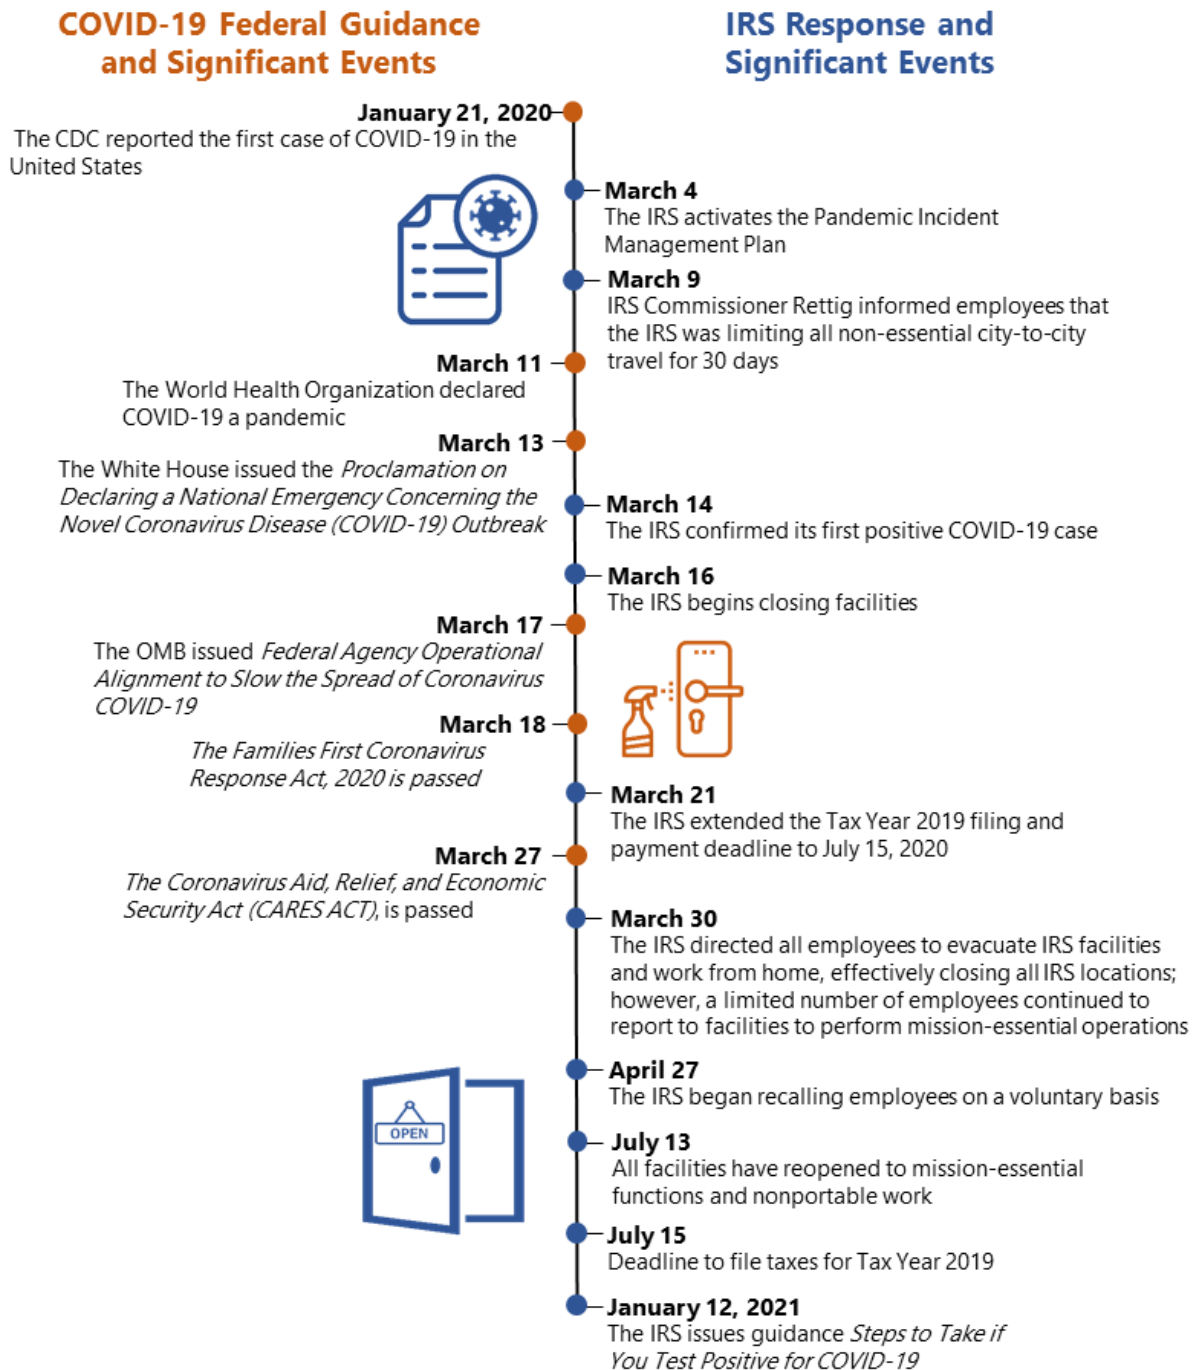 COVID-19 Federal Guidance
and Significant Events
IRS Response and
Significant Events
January 21, 2020
The CDC reported the first case of COVID-19 in the
United States
March 4
The IRS activates the Pandemic Incident
Management Plan
March 9
IRS Commissioner Rettig informed employees that
the IRS was limiting all non-essential city-to-city
travel for 30 days
March 11
The World Health Organization declared
COVID-19 a pandemic
March 13
The White House issued the Proclamation on
Declaring a National Emergency Concerning the
Novel Coronavirus Disease (COVID-19) Outbreak
March 14
The IRS confirmed its first positive COVID-19 case
March 16
The IRS begins closing facilities
March 17
The OMB issued Federal Agency Operational
Alignment to Slow the Spread of Coronavirus
COVID-19
March 18
The Families First Coronavirus
Response Act, 2020 is passed
March 21
The IRS extended the Tax Year 2019 filing and
payment deadline to July 15, 2020
March 27
The Coronavirus Aid, Relief, and Economic
Security Act (CARES ACT), is passed
March 30
The IRS directed all employees to evacuate IRS facilities
and work from home, effectively closing all IRS locations;
however, a limited number of employees continued to
report to facilities to perform mission-essential operations
April 27
The IRS began recalling employees on a voluntary basis
OPEN
July 13
All facilities have reopened to mission-essential
functions and nonportable work
July 15
Deadline to file taxes for Tax Year 2019
January 12, 2021
The IRS issues guidance Steps to Take if
You Test Positive for COVID-19